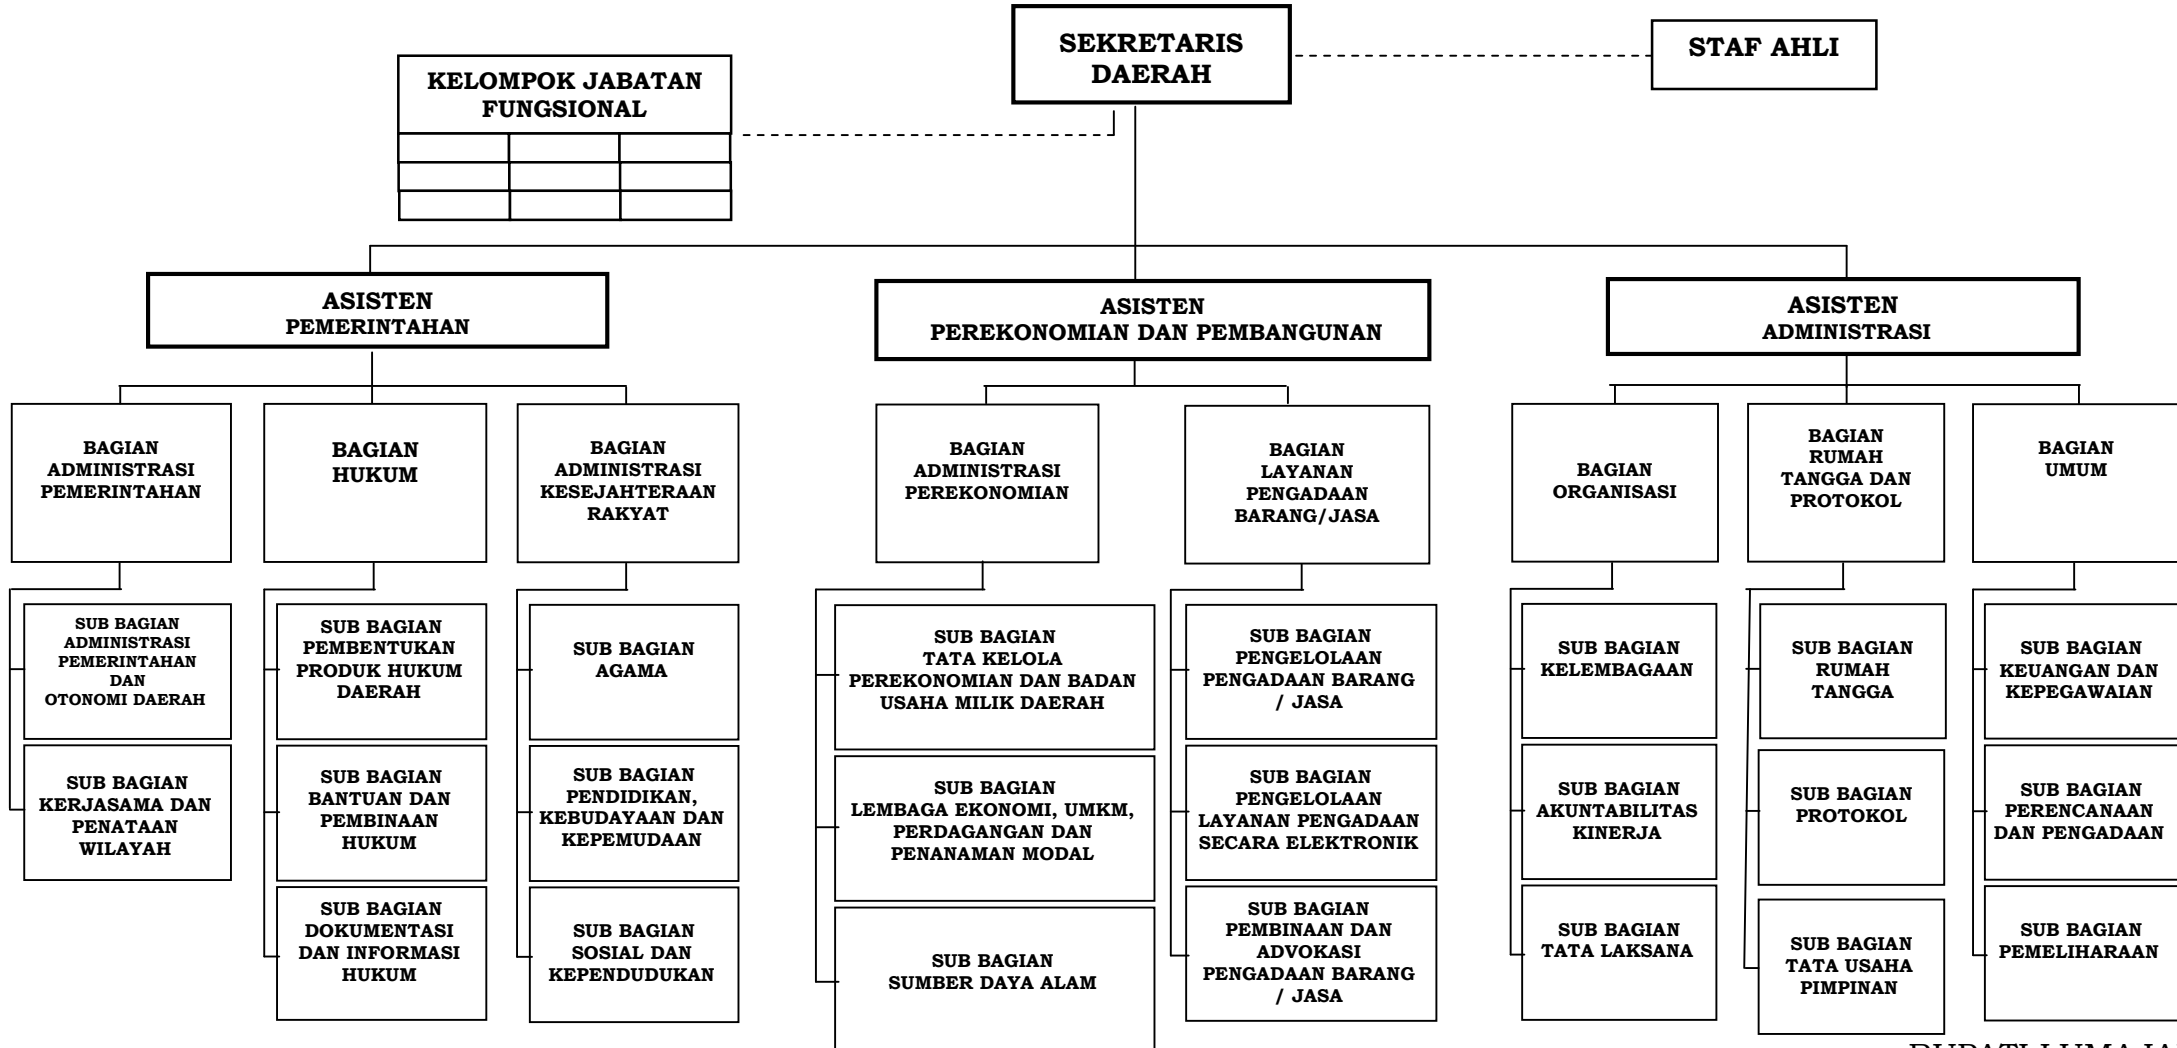 SEKRETARIS
DAERAH
STAF AHLI
KELOMPOK JABATAN
FUNGSIONAL
ASISTEN
PEMERINTAHAN
ASISTEN
PEREKONOMIAN DAN PEMBANGUNAN
ASISTEN
ADMINISTRASI
BAGIAN
ADMINISTRASI
PEMERINTAHAN
BAGIAN
HUKUM
BAGIAN
ADMINISTRASI
KESEJAHTERAAN
RAKYAT
BAGIAN
ADMINISTRASI
PEREKONOMIAN
BAGIAN
LAYANAN
PENGADAAN
BARANG/JASA
BAGIAN
ORGANISASI
BAGIAN
RUMAH
TANGGA DAN
PROTOKOL
BAGIAN
UMUM
SUB BAGIAN
ADMINISTRASI
PEMERINTAHAN
DAN
OTONOMI DAERAH
SUB BAGIAN
KERJASAMA DAN
PENATAAN
WILAYAH
SUB BAGIAN
PEMBENTUKAN
PRODUK HUKUM
DAERAH
SUB BAGIAN
BANTUAN DAN
PEMBINAAN
HUKUM
SUB BAGIAN
DOKUMENTASI
DAN INFORMASI
HUKUM
SUB BAGIAN
AGAMA
SUB BAGIAN
PENDIDIKAN,
KEBUDAYAAN DAN
KEPEMUDAAN
SUB BAGIAN
SOSIAL DAN
KEPENDUDUKAN
SUB BAGIAN
TATA KELOLA
PEREKONOMIAN DAN BADAN
USAHA MILIK DAERAH
SUB BAGIAN
LEMBAGA EKONOMI, UMKM,
PERDAGANGAN DAN
PENANAMAN MODAL
SUB BAGIAN
SUMBER DAYA ALAM
SUB BAGIAN
PENGELOLAAN
PENGADAAN BARANG
/ JASA
SUB BAGIAN
PENGELOLAAN
LAYANAN PENGADAAN
SECARA ELEKTRONIK
SUB BAGIAN
PEMBINAAN DAN
ADVOKASI
PENGADAAN BARANG
/ JASA
SUB BAGIAN
KELEMBAGAAN
SUB BAGIAN
AKUNTABILITAS
KINERJA
SUB BAGIAN
TATA LAKSANA
SUB BAGIAN
RUMAH
TANGGA
SUB BAGIAN
PROTOKOL
SUB BAGIAN
TATA USAHA
PIMPINAN
SUB BAGIAN
KEUANGAN DAN
KEPEGAWAIAN
SUB BAGIAN
PERENCANAAN
DAN PENGADAAN
SUB BAGIAN
PEMELIHARAAN